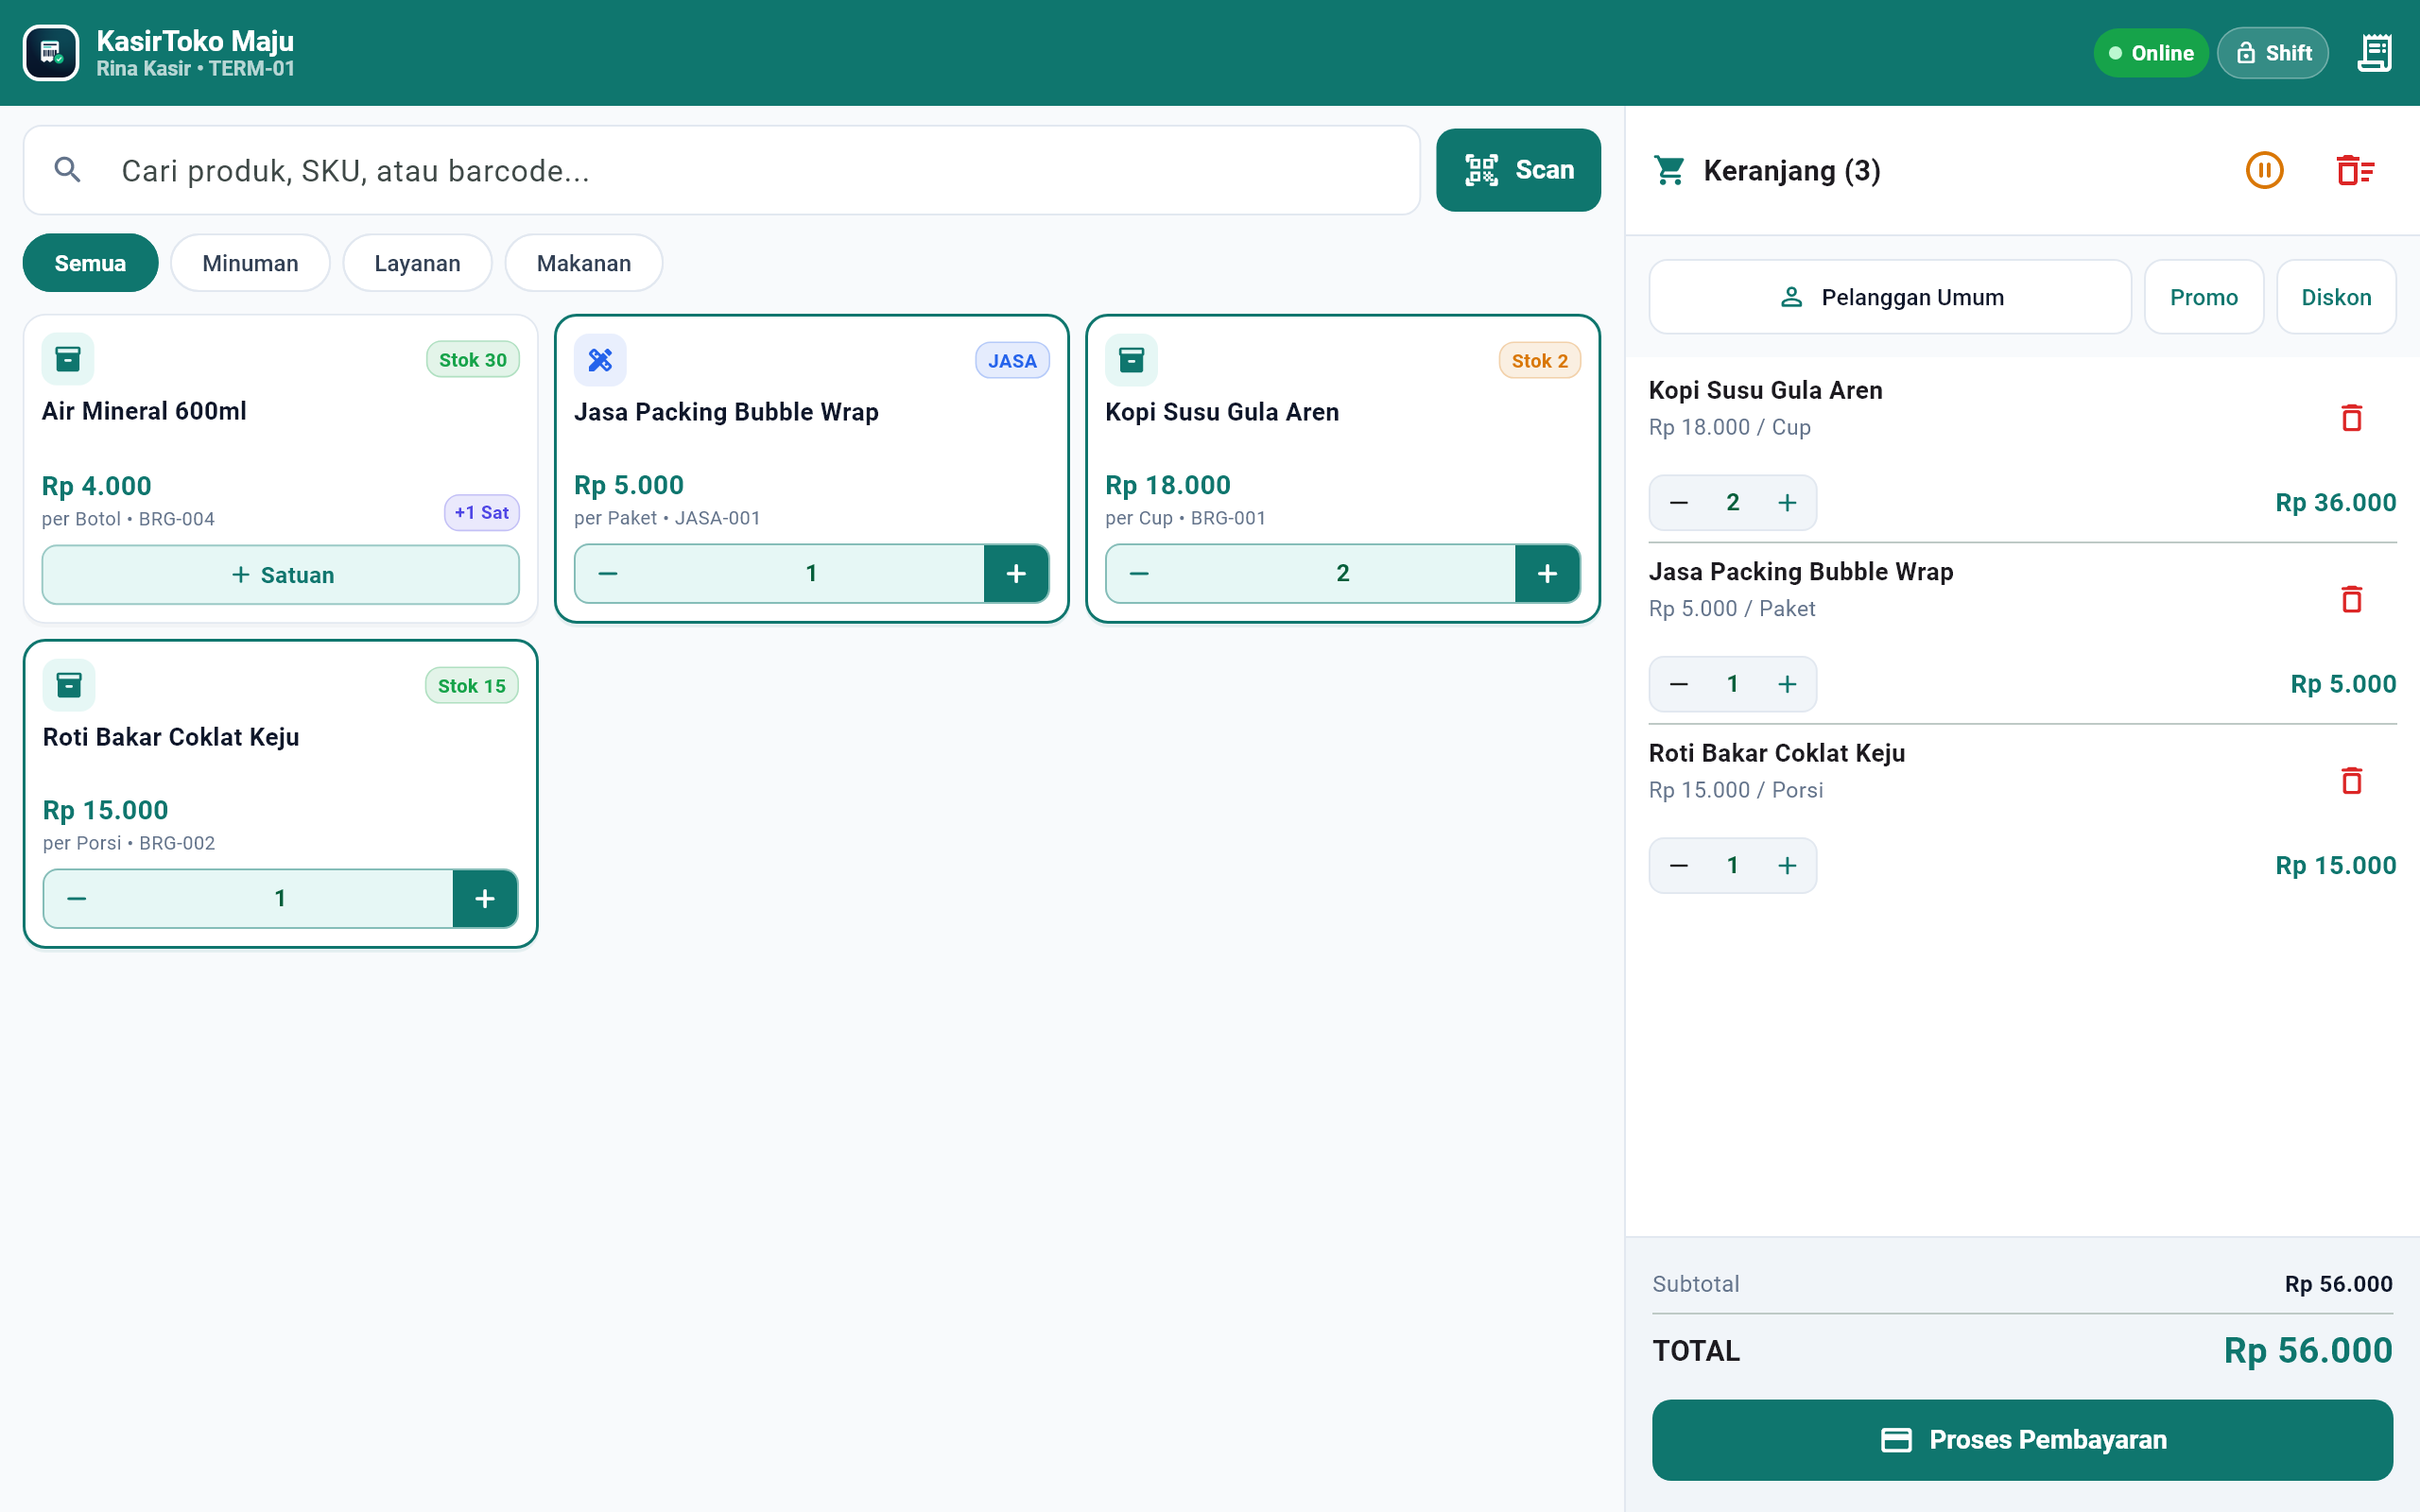 KasirToko Maju
Rina Kasir • TERM-01
Online
Shift
Cari produk, SKU, atau barcode...
Scan
Semua
Minuman
Layanan
Makanan
Stok 30
Air Mineral 600ml
Rp 4.000
per Botol • BRG-004
+1 Sat
+ Satuan
JASA
Jasa Packing Bubble Wrap
Rp 5.000
per Paket • JASA-001
− 1 +
Stok 2
Kopi Susu Gula Aren
Rp 18.000
per Cup • BRG-001
− 2 +
Stok 15
Roti Bakar Coklat Keju
Rp 15.000
per Porsi • BRG-002
− 1 +
Keranjang (3)
Pelanggan Umum
Promo
Diskon
Kopi Susu Gula Aren
Rp 18.000 / Cup
− 2 + Rp 36.000
Jasa Packing Bubble Wrap
Rp 5.000 / Paket
− 1 + Rp 5.000
Roti Bakar Coklat Keju
Rp 15.000 / Porsi
− 1 + Rp 15.000
Subtotal Rp 56.000
TOTAL Rp 56.000
Proses Pembayaran